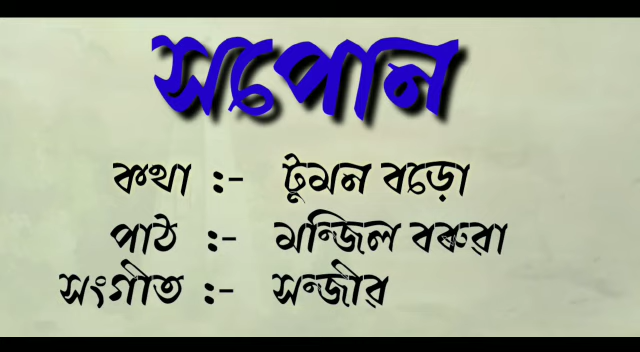 সপোন
কথা :- টুমন বড়ো
পাঠ :- মন্জিল বৰুৱা
সংগীত :- সন্জীৱ